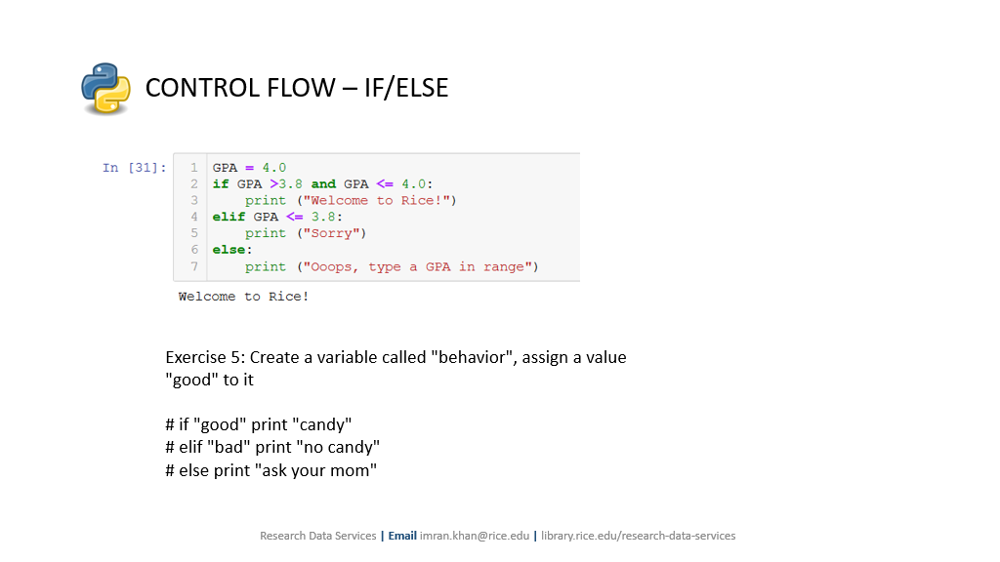 CONTROL FLOW – IF/ELSE
In [31]:
1 GPA = 4.0
2 if GPA >3.8 and GPA <= 4.0:
3     print ("Welcome to Rice!")
4 elif GPA <= 3.8:
5     print ("Sorry")
6 else:
7     print ("Ooops, type a GPA in range")
Welcome to Rice!
Exercise 5: Create a variable called "behavior", assign a value
"good" to it
# if "good" print "candy"
# elif "bad" print "no candy"
# else print "ask your mom"
Research Data Services | Email imran.khan@rice.edu | library.rice.edu/research-data-services